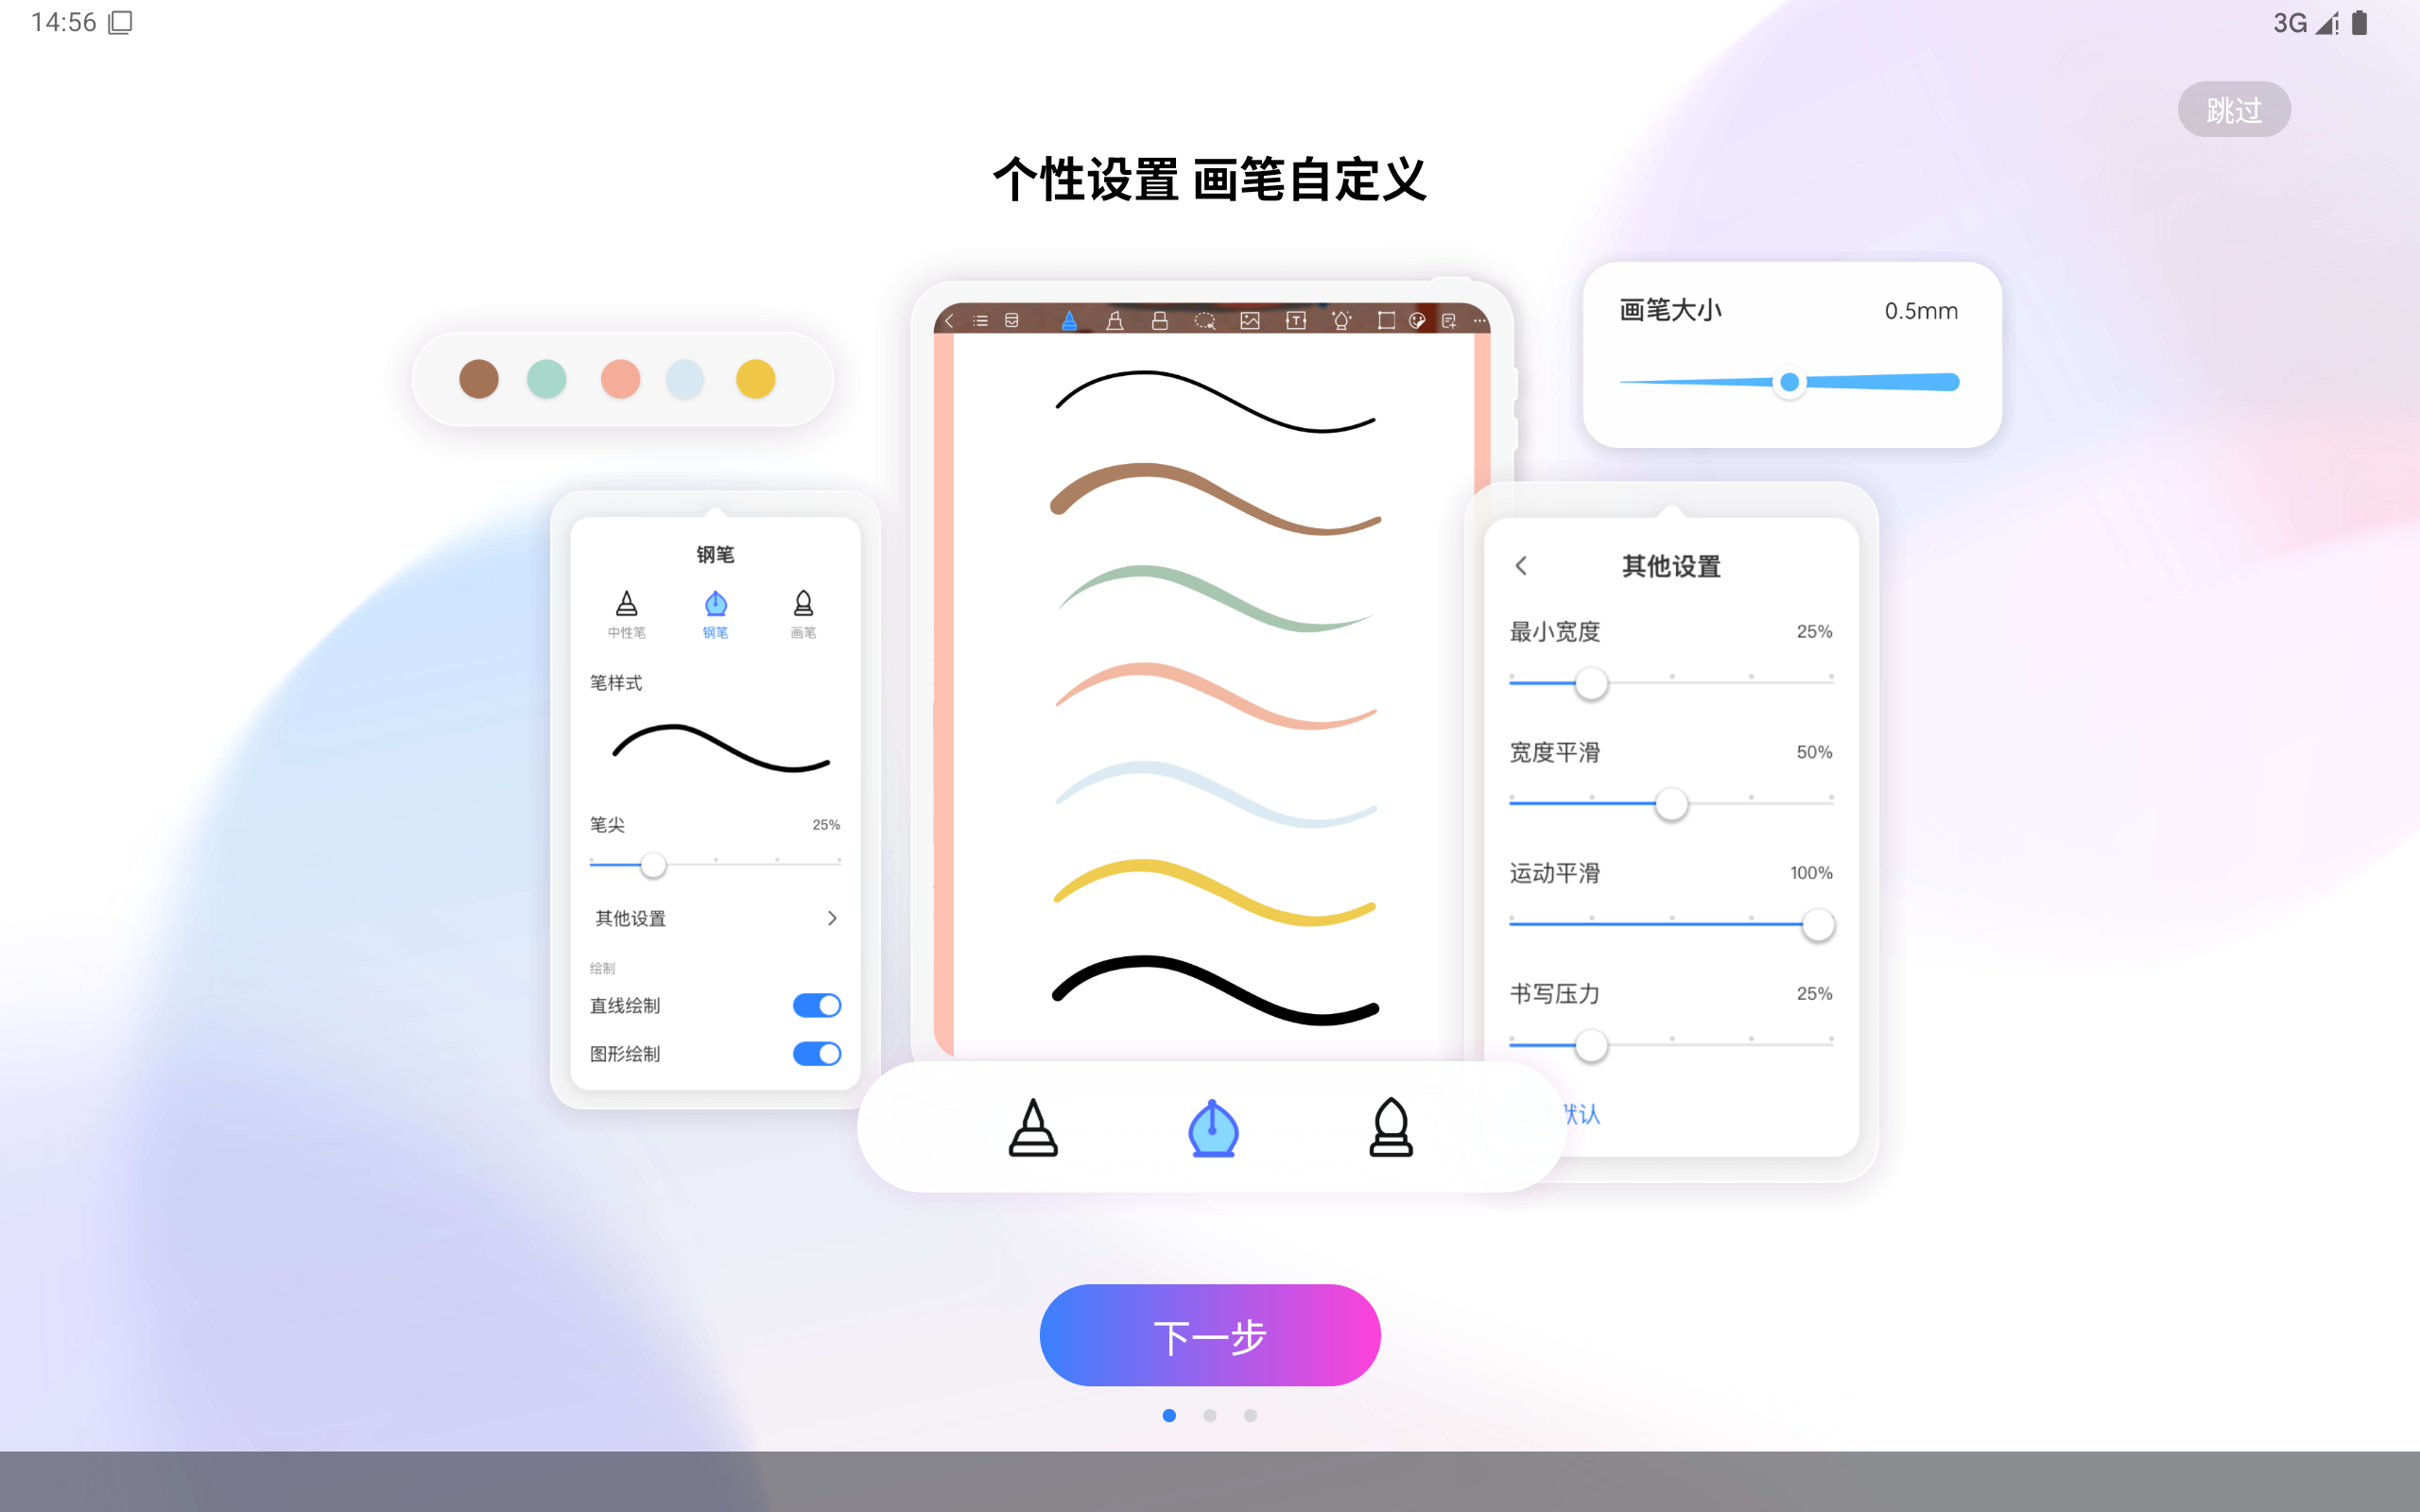 14:56
3G
跳过
个性设置 画笔自定义
画笔大小
0.5mm
钢笔
中性笔
钢笔
画笔
笔样式
笔尖
25%
其他设置
绘制
直线绘制
图形绘制
T
其他设置
最小宽度
25%
宽度平滑
50%
运动平滑
100%
书写压力
25%
默认
下一步